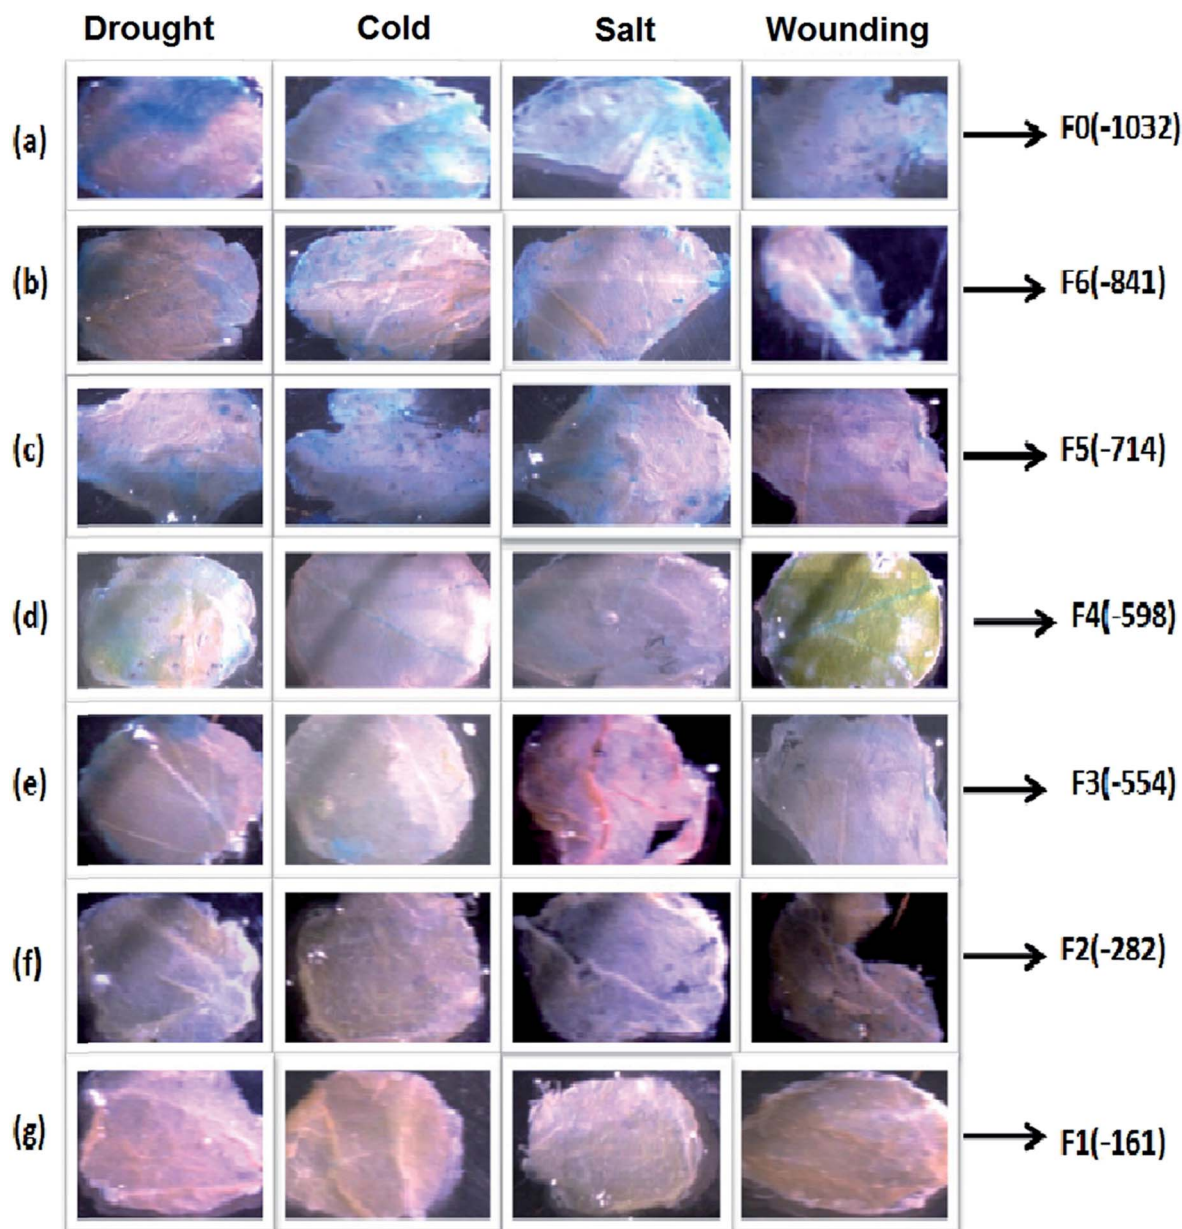 Drought Cold Salt Wounding
(a) F0(-1032)
(b) F6(-841)
(c) F5(-714)
(d) F4(-598)
(e) F3(-554)
(f) F2(-282)
(g) F1(-161)